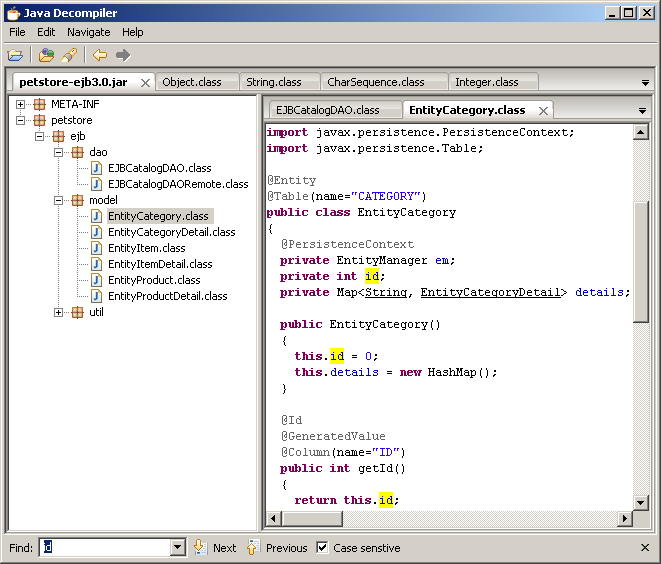 Java Decompiler
File Edit Navigate Help
petstore-ejb3.0.jar Object.class String.class CharSequence.class Integer.class
META-INF
petstore
ejb
dao
EJBCatalogDAO.class
EJBCatalogDAORemote.class
model
EntityCategory.class
EntityCategoryDetail.class
EntityItem.class
EntityItemDetail.class
EntityProduct.class
EntityProductDetail.class
util
EJBCatalogDAO.class EntityCategory.class
import javax.persistence.PersistenceContext;
import javax.persistence.Table;
@Entity
@Table(name="CATEGORY")
public class EntityCategory
{
@PersistenceContext
private EntityManager em;
private int id;
private Map<String, EntityCategoryDetail> details;
public EntityCategory()
{
this.id = 0;
this.details = new HashMap();
}
@Id
@GeneratedValue
@Column(name="ID")
public int getId()
{
return this.id;
Find: id Next Previous Case senstive